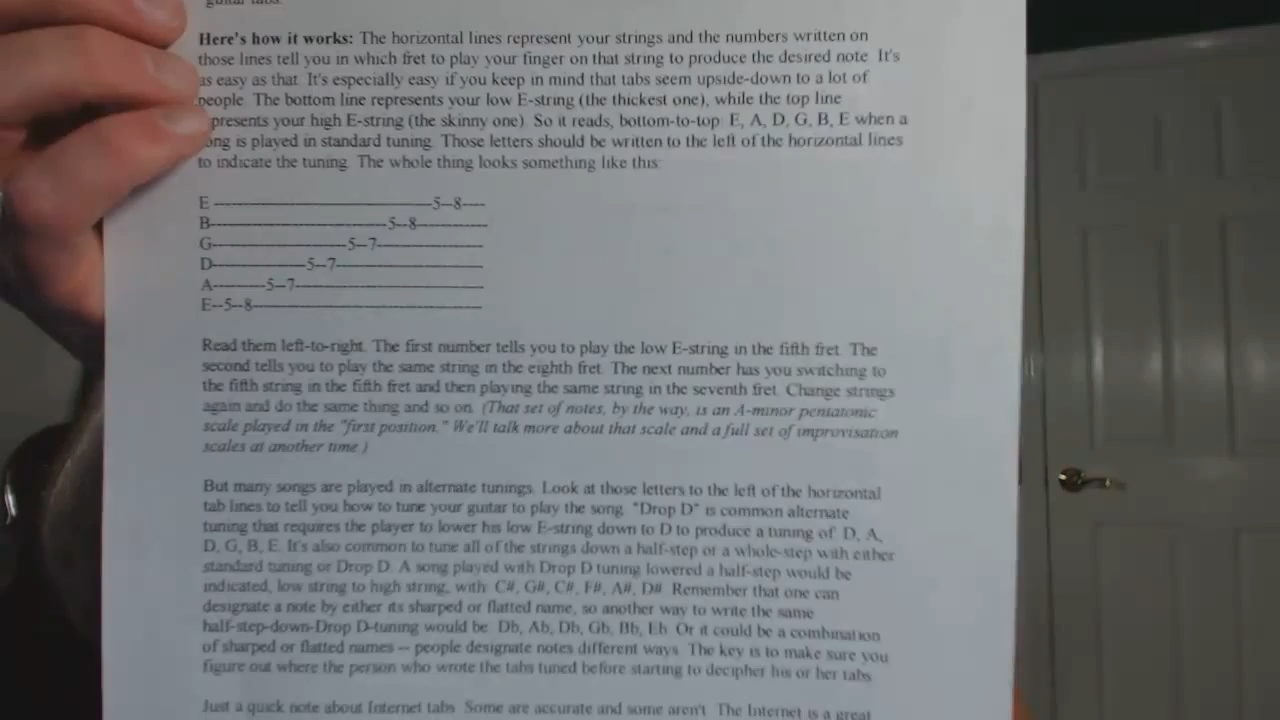 guitar tabs.
Here's how it works: The horizontal lines represent your strings and the numbers written on
those lines tell you in which fret to play your finger on that string to produce the desired note. It's
as easy as that. It's especially easy if you keep in mind that tabs seem upside-down to a lot of
people. The bottom line represents your low E-string (the thickest one), while the top line
presents your high E-string (the skinny one). So it reads, bottom-to-top: E, A, D, G, B, E when a
ong is played in standard tuning. Those letters should be written to the left of the horizontal lines
to indicate the tuning. The whole thing looks something like this:
E -----------------------------------------5--8----
B---------------------------------5--8-------------
G-------------------------5--7---------------------
D-----------------5--7-----------------------------
A---------5--7-------------------------------------
E--5--8--------------------------------------------
Read them left-to-right. The first number tells you to play the low E-string in the fifth fret. The
second tells you to play the same string in the eighth fret. The next number has you switching to
the fifth string in the fifth fret and then playing the same string in the seventh fret. Change strings
again and do the same thing and so on. (That set of notes, by the way, is an A-minor pentatonic
scale played in the "first position." We'll talk more about that scale and a full set of improvisation
scales at another time.)
But many songs are played in alternate tunings. Look at those letters to the left of the horizontal
tab lines to tell you how to tune your guitar to play the song. "Drop D" is common alternate
tuning that requires the player to lower his low E-string down to D to produce a tuning of: D, A,
D, G, B, E. It's also common to tune all of the strings down a half-step or a whole-step with either
standard tuning or Drop D. A song played with Drop D tuning lowered a half-step would be
indicated, low string to high string, with: C#, G#, C#, F#, A#, D#. Remember that one can
designate a note by either its sharped or flatted name, so another way to write the same
half-step-down-Drop D-tuning would be: Db, Ab, Db, Gb, Bb, Eb. Or it could be a combination
of sharped or flatted names -- people designate notes different ways. The key is to make sure you
figure out where the person who wrote the tabs tuned before starting to decipher his or her tabs.
Just a quick note about Internet tabs. Some are accurate and some aren't. The Internet is a great